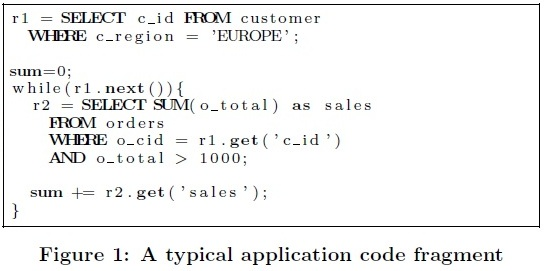 r1 = SELECT c_id FROM customer
WHERE c_region = 'EUROPE';
sum=0;
while(r1.next()){
r2 = SELECT SUM(o_total) as sales
FROM orders
WHERE o_cid = r1.get('c_id')
AND o_total > 1000;
sum += r2.get('sales');
}
Figure 1: A typical application code fragment